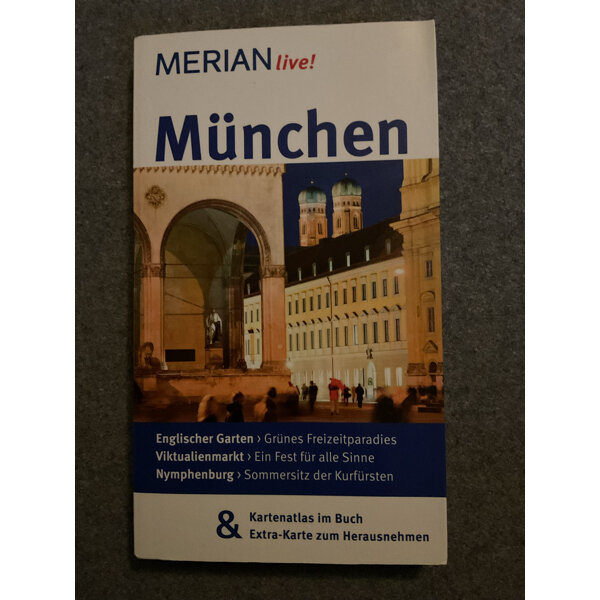 MERIAN live!
München
Englischer Garten › Grünes Freizeitparadies
Viktualienmarkt › Ein Fest für alle Sinne
Nymphenburg › Sommersitz der Kurfürsten
& Kartenatlas im Buch
Extra-Karte zum Herausnehmen